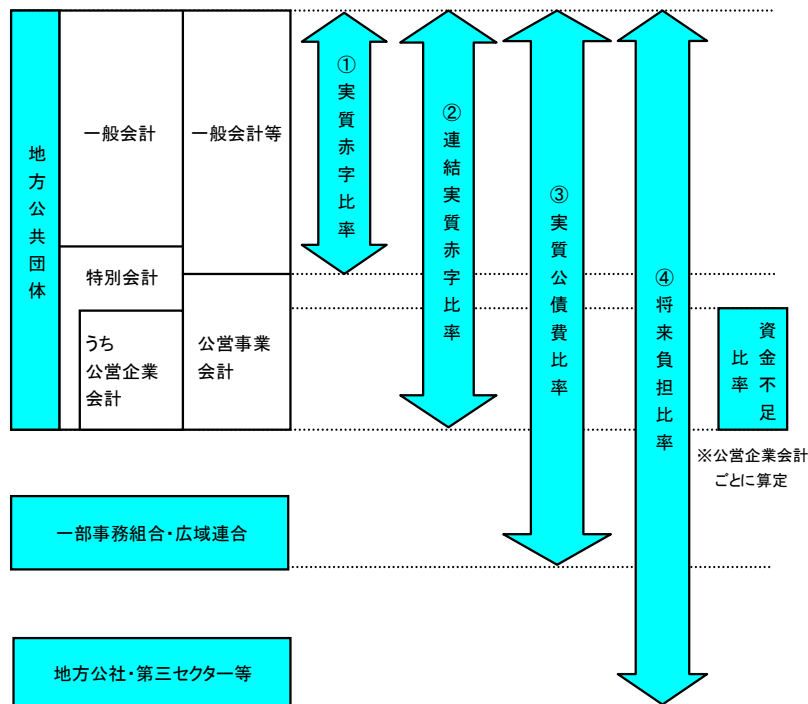 地方公共団体
一般会計
一般会計等
特別会計
うち
公営企業
会計
公営事業
会計
①実質赤字比率
②連結実質赤字比率
③実質公債費比率
④将来負担比率
資金不足
比率
※公営企業会計
ごとに算定
一部事務組合・広域連合
地方公社・第三セクター等